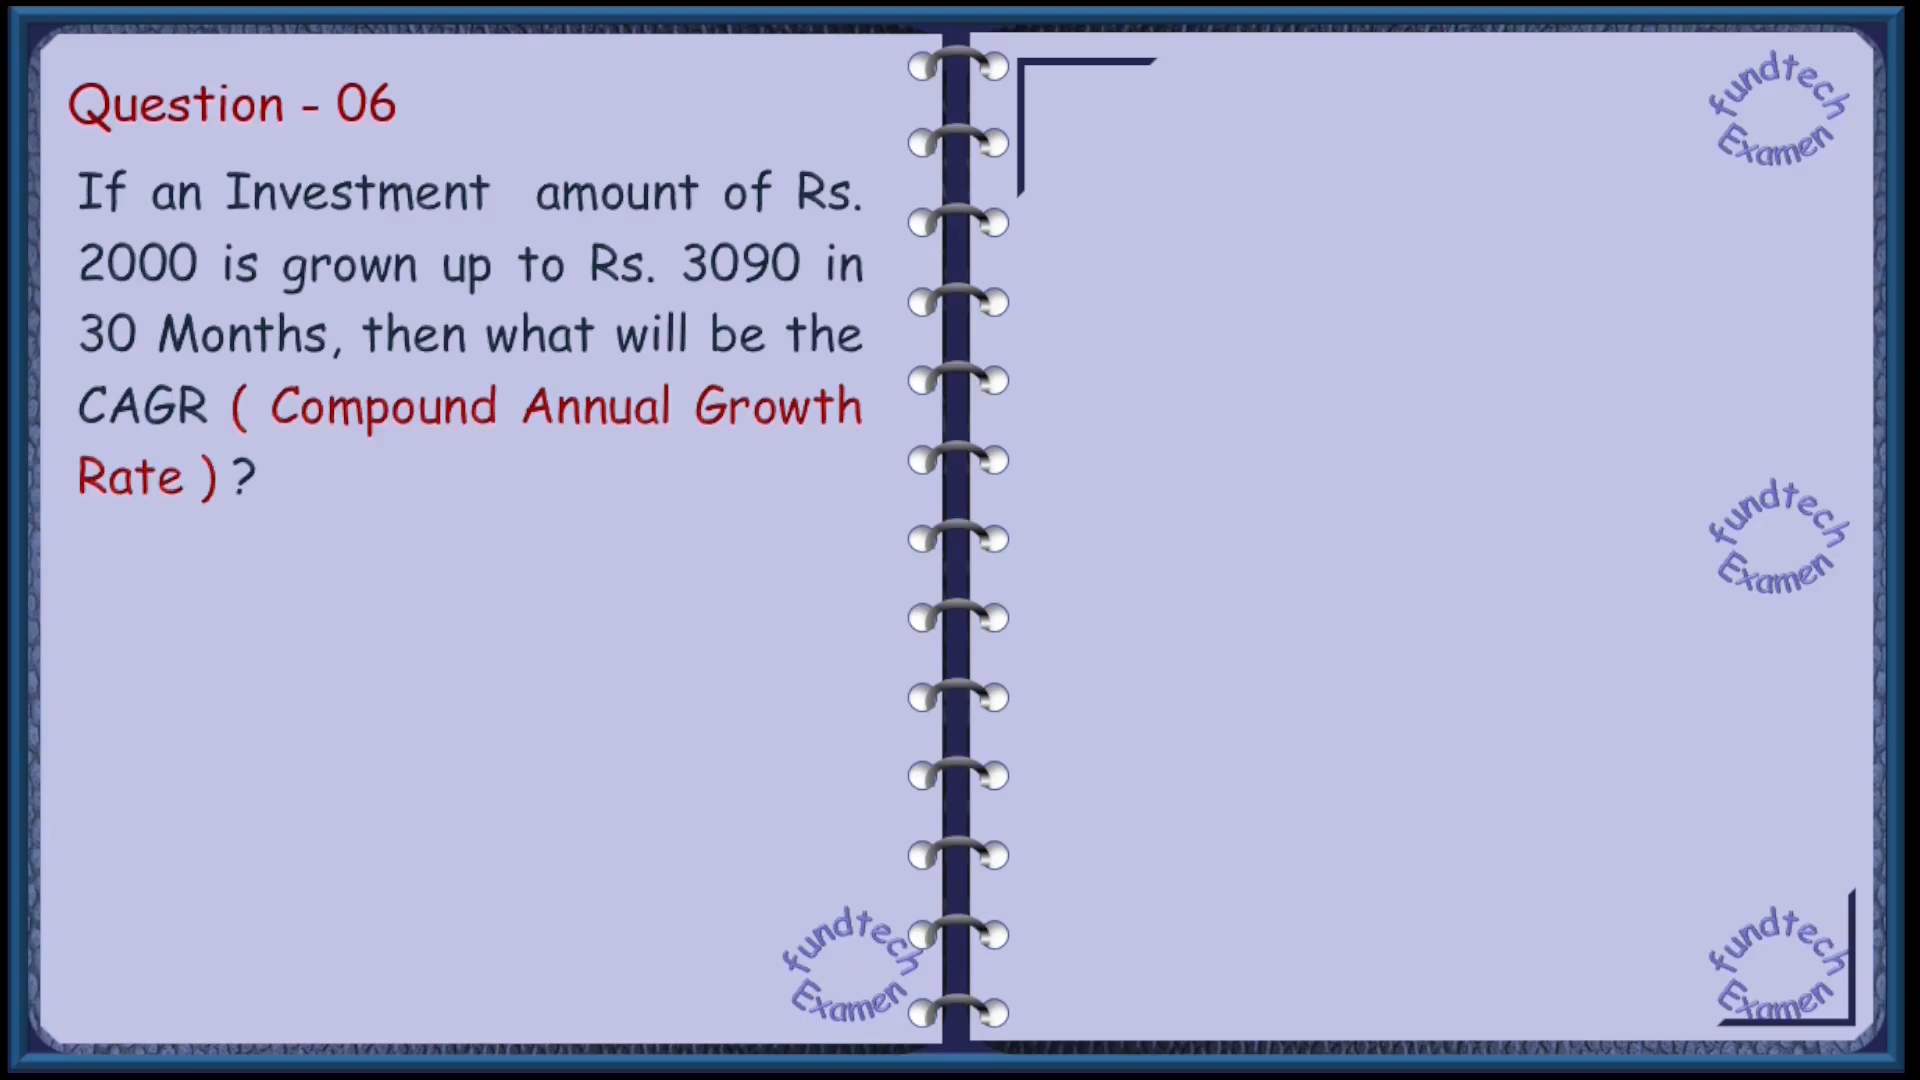 Question - 06
If an Investment amount of Rs.
2000 is grown up to Rs. 3090 in
30 Months, then what will be the
CAGR ( Compound Annual Growth
Rate ) ?
fundtech
Examen
fundtech
Examen
fundtech
Examen
fundtech
Examen